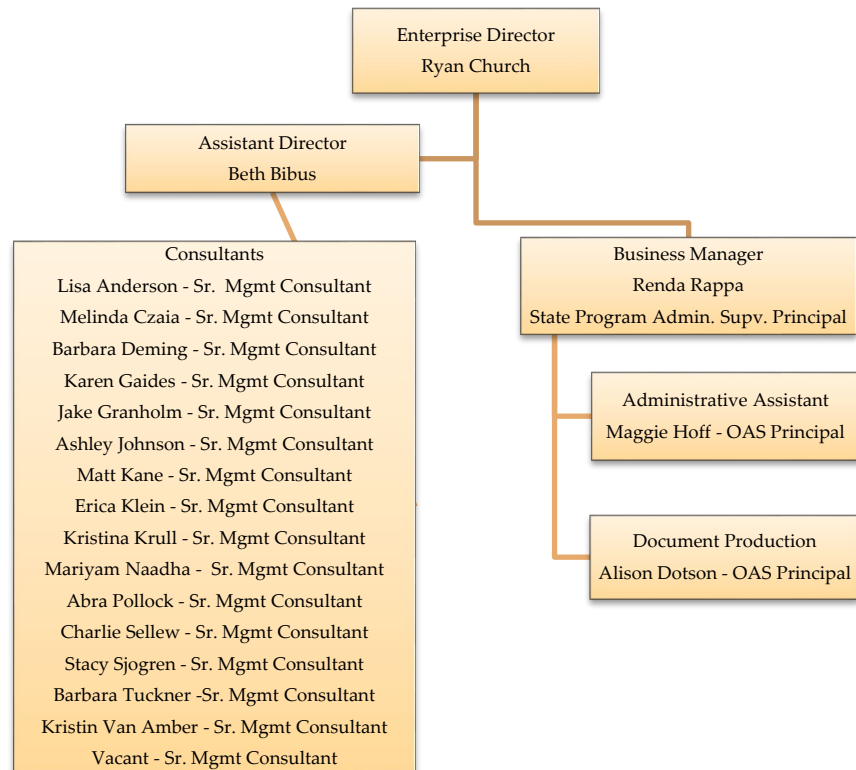 Enterprise Director
Ryan Church
Assistant Director
Beth Bibus
Consultants
Lisa Anderson - Sr.  Mgmt Consultant
Melinda Czaia - Sr. Mgmt Consultant
Barbara Deming - Sr. Mgmt Consultant
Karen Gaides - Sr. Mgmt Consultant
Jake Granholm - Sr. Mgmt Consultant
Ashley Johnson - Sr. Mgmt Consultant
Matt Kane - Sr. Mgmt Consultant
Erica Klein - Sr. Mgmt Consultant
Kristina Krull - Sr. Mgmt Consultant
Mariyam Naadha -  Sr. Mgmt Consultant
Abra Pollock - Sr. Mgmt Consultant
Charlie Sellew - Sr. Mgmt Consultant
Stacy Sjogren - Sr. Mgmt Consultant
Barbara Tuckner -Sr. Mgmt Consultant
Kristin Van Amber - Sr. Mgmt Consultant
Vacant - Sr. Mgmt Consultant
Business Manager
Renda Rappa
State Program Admin. Supv. Principal
Administrative Assistant
Maggie Hoff - OAS Principal
Document Production
Alison Dotson - OAS Principal